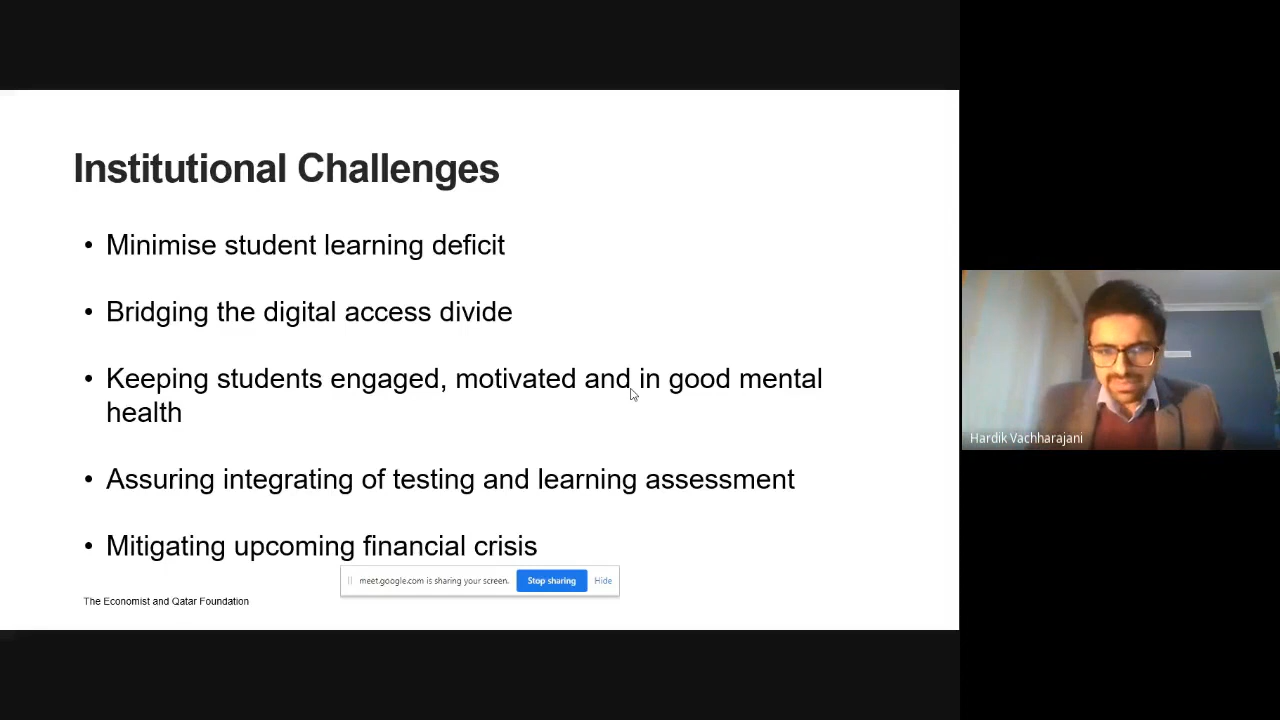 Institutional Challenges
• Minimise student learning deficit
• Bridging the digital access divide
• Keeping students engaged, motivated and in good mental
health
• Assuring integrating of testing and learning assessment
• Mitigating upcoming financial crisis
meet.google.com is sharing your screen. Stop sharing Hide
The Economist and Qatar Foundation
Hardik Vachharajani